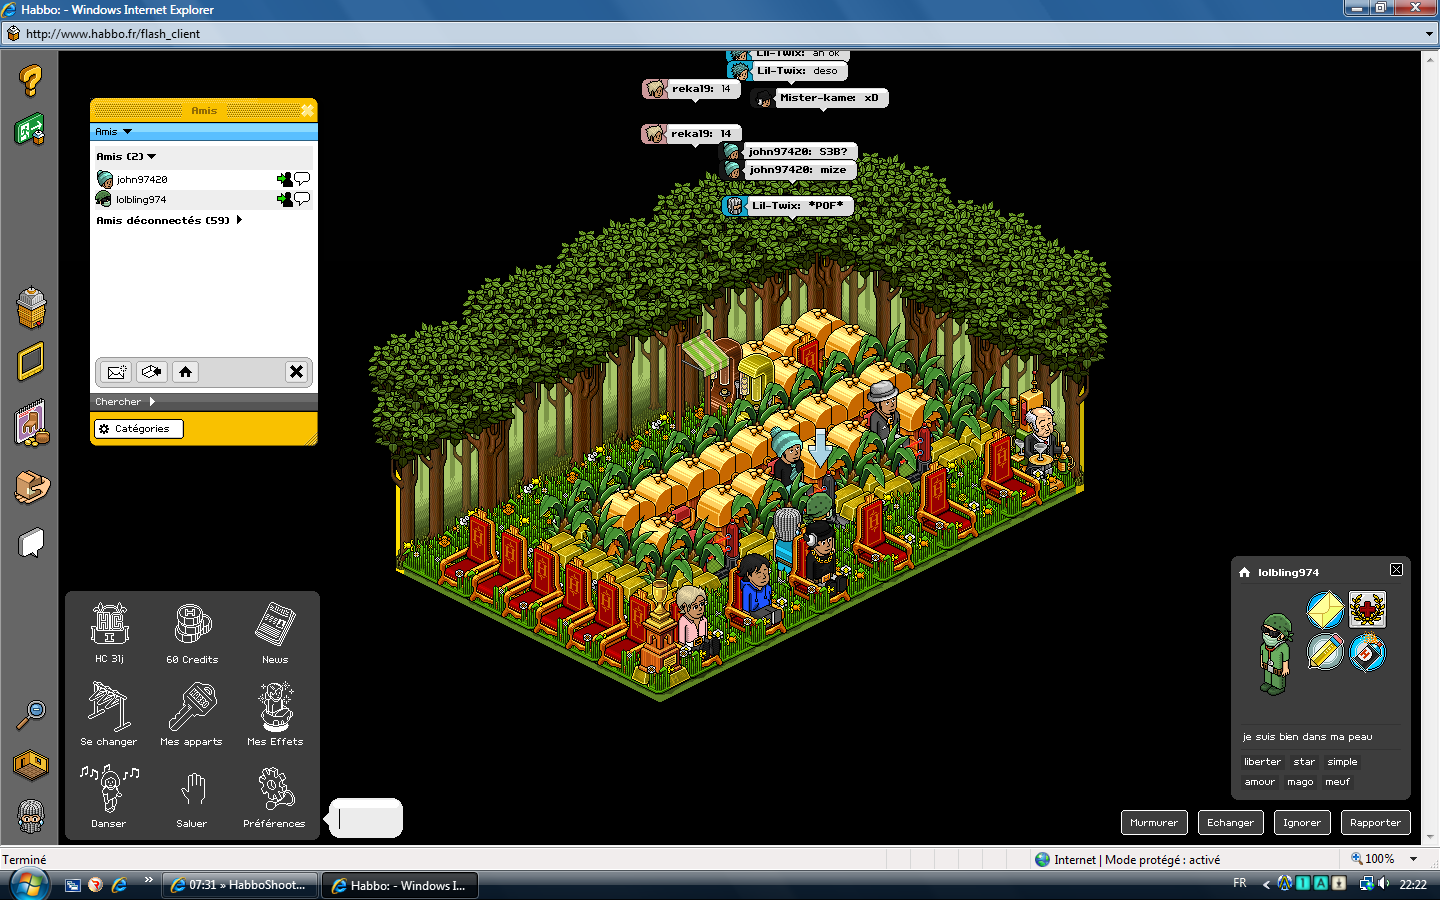 Habbo: - Windows Internet Explorer
http://www.habbo.fr/flash_client
Lil-Twix: an ok
Lil-Twix: deso
reka19: 14
Mister-kame: xD
reka19: 14
john97420: S3B?
john97420: mize
Lil-Twix: *POF*
Amis
Amis
Amis (2)
john97420
lolbling974
Amis déconnectés (59)
Chercher
Catégories
HC 31j
60 Credits
News
Se changer
Mes apparts
Mes Effets
Danser
Saluer
Préférences
lolbling974
je suis bien dans ma peau
liberter star simple
amour mago meuf
Murmurer
Echanger
Ignorer
Rapporter
Terminé
Internet | Mode protégé : activé
100%
07:31 » HabboShoot...
Habbo: - Windows I...
FR
22:22